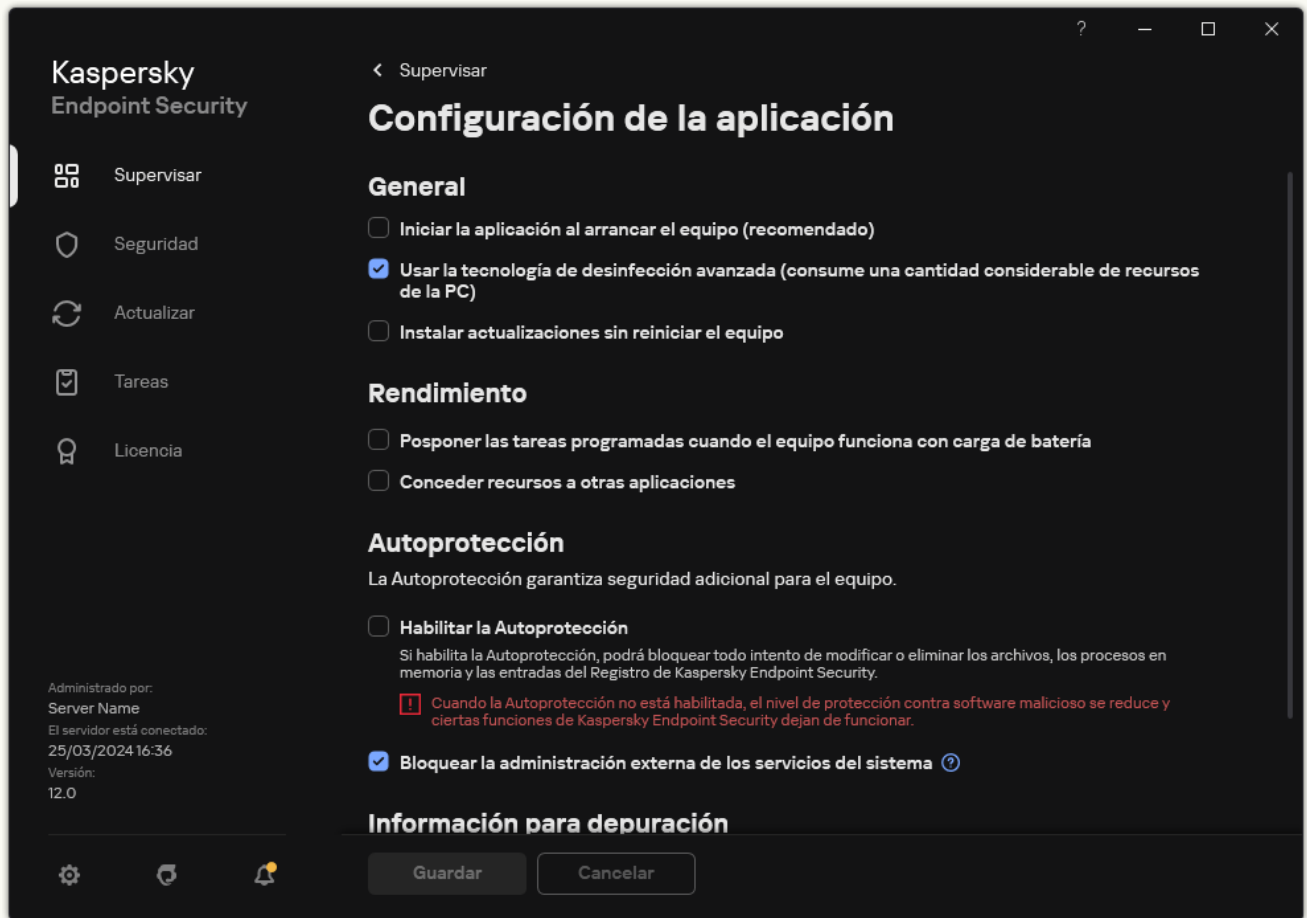 ?
Kaspersky
Endpoint Security
Supervisar
Seguridad
Actualizar
Tareas
Licencia
Administrado por:
Server Name
El servidor está conectado:
25/03/2024 16:36
Versión:
12.0
Supervisar
Configuración de la aplicación
General
Iniciar la aplicación al arrancar el equipo (recomendado)
Usar la tecnología de desinfección avanzada (consume una cantidad considerable de recursos
de la PC)
Instalar actualizaciones sin reiniciar el equipo
Rendimiento
Posponer las tareas programadas cuando el equipo funciona con carga de batería
Conceder recursos a otras aplicaciones
Autoprotección
La Autoprotección garantiza seguridad adicional para el equipo.
Habilitar la Autoprotección
Si habilita la Autoprotección, podrá bloquear todo intento de modificar o eliminar los archivos, los procesos en
memoria y las entradas del Registro de Kaspersky Endpoint Security.
Cuando la Autoprotección no está habilitada, el nivel de protección contra software malicioso se reduce y
ciertas funciones de Kaspersky Endpoint Security dejan de funcionar.
Bloquear la administración externa de los servicios del sistema ?
Información para depuración
Guardar
Cancelar